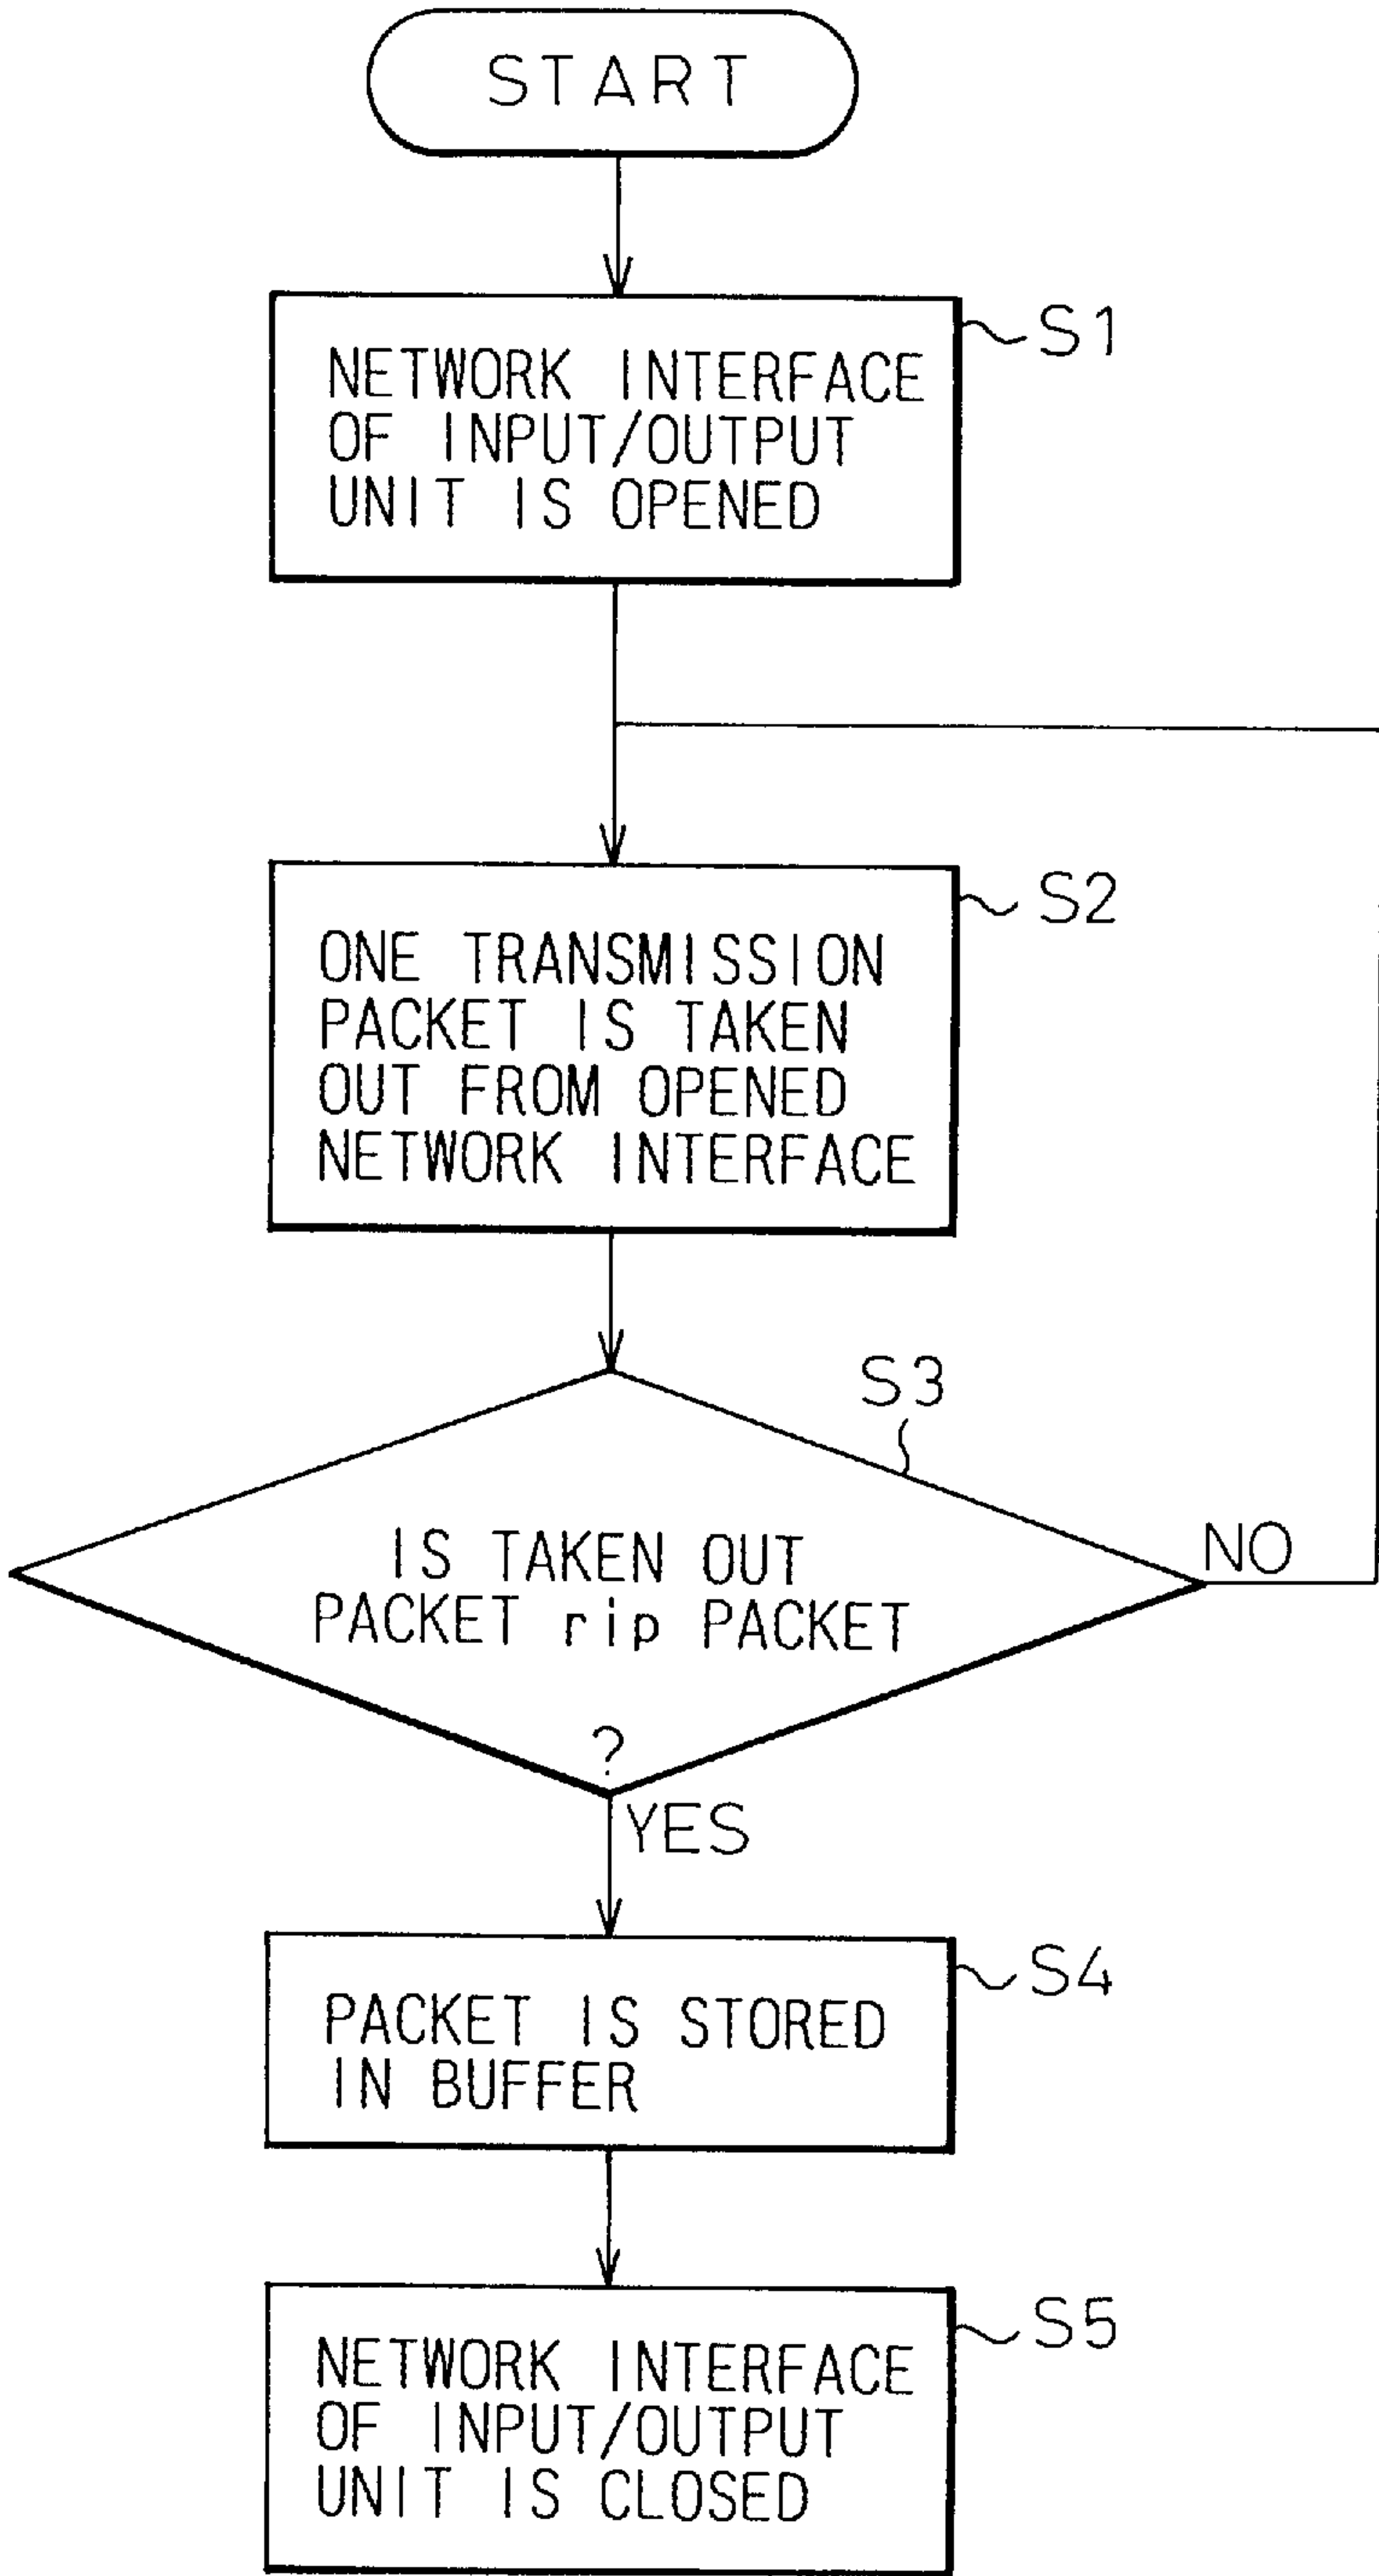 START
S1
NETWORK INTERFACE
OF INPUT/OUTPUT
UNIT IS OPENED
S2
ONE TRANSMISSION
PACKET IS TAKEN
OUT FROM OPENED
NETWORK INTERFACE
S3
IS TAKEN OUT
PACKET rip PACKET
?
NO
YES
S4
PACKET IS STORED
IN BUFFER
S5
NETWORK INTERFACE
OF INPUT/OUTPUT
UNIT IS CLOSED